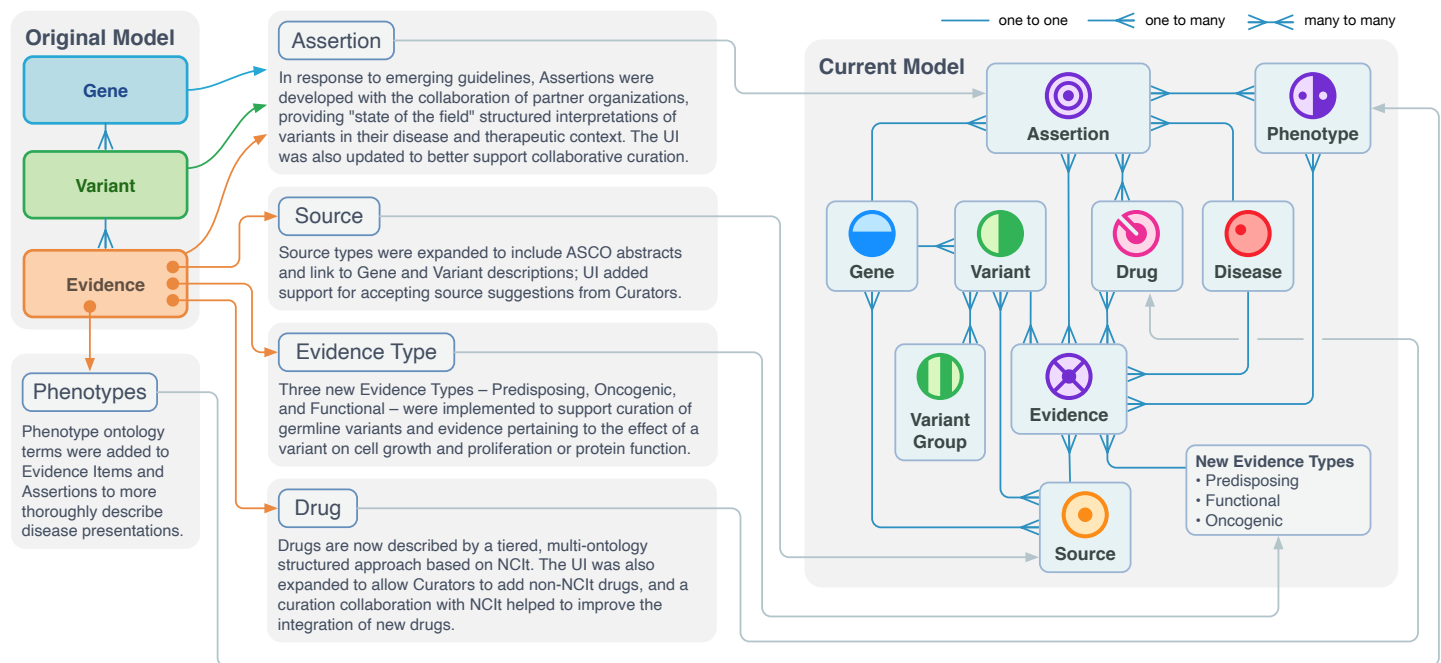 one to one
one to many
many to many
Original Model
Gene
Variant
Evidence
Phenotypes
Phenotype ontology
terms were added to
Evidence Items and
Assertions to more
thoroughly describe
disease presentations.
Assertion
In response to emerging guidelines, Assertions were
developed with the collaboration of partner organizations,
providing "state of the field" structured interpretations of
variants in their disease and therapeutic context. The UI
was also updated to better support collaborative curation.
Source
Source types were expanded to include ASCO abstracts
and link to Gene and Variant descriptions; UI added
support for accepting source suggestions from Curators.
Evidence Type
Three new Evidence Types – Predisposing, Oncogenic,
and Functional – were implemented to support curation of
germline variants and evidence pertaining to the effect of a
variant on cell growth and proliferation or protein function.
Drug
Drugs are now described by a tiered, multi-ontology
structured approach based on NCIt. The UI was also
expanded to allow Curators to add non-NCIt drugs, and a
curation collaboration with NCIt helped to improve the
integration of new drugs.
Current Model
Assertion
Phenotype
Gene
Variant
Drug
Disease
Variant
Group
Evidence
Source
New Evidence Types
• Predisposing
• Functional
• Oncogenic